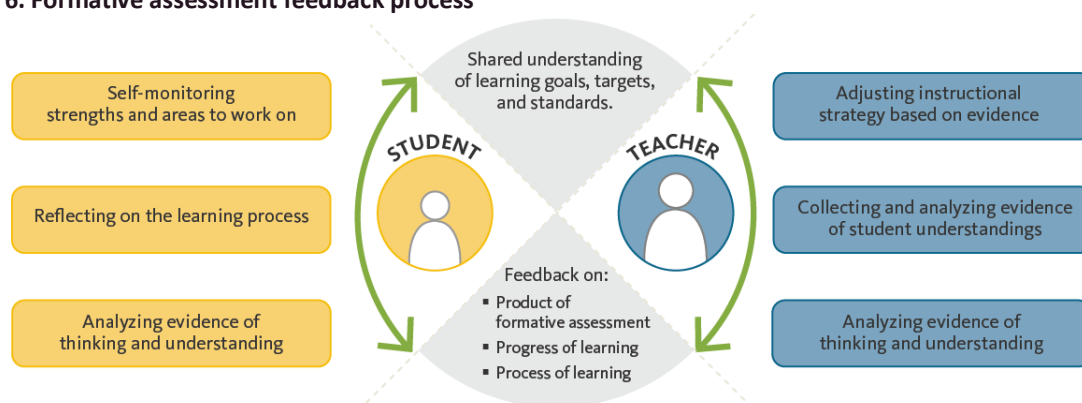 6. Formative assessment feedback process
Shared understanding
of learning goals, targets,
and standards.
Self-monitoring
strengths and areas to work on
Reflecting on the learning process
Analyzing evidence of
thinking and understanding
STUDENT
TEACHER
Feedback on:
▪ Product of
formative assessment
▪ Progress of learning
▪ Process of learning
Adjusting instructional
strategy based on evidence
Collecting and analyzing evidence
of student understandings
Analyzing evidence of
thinking and understanding